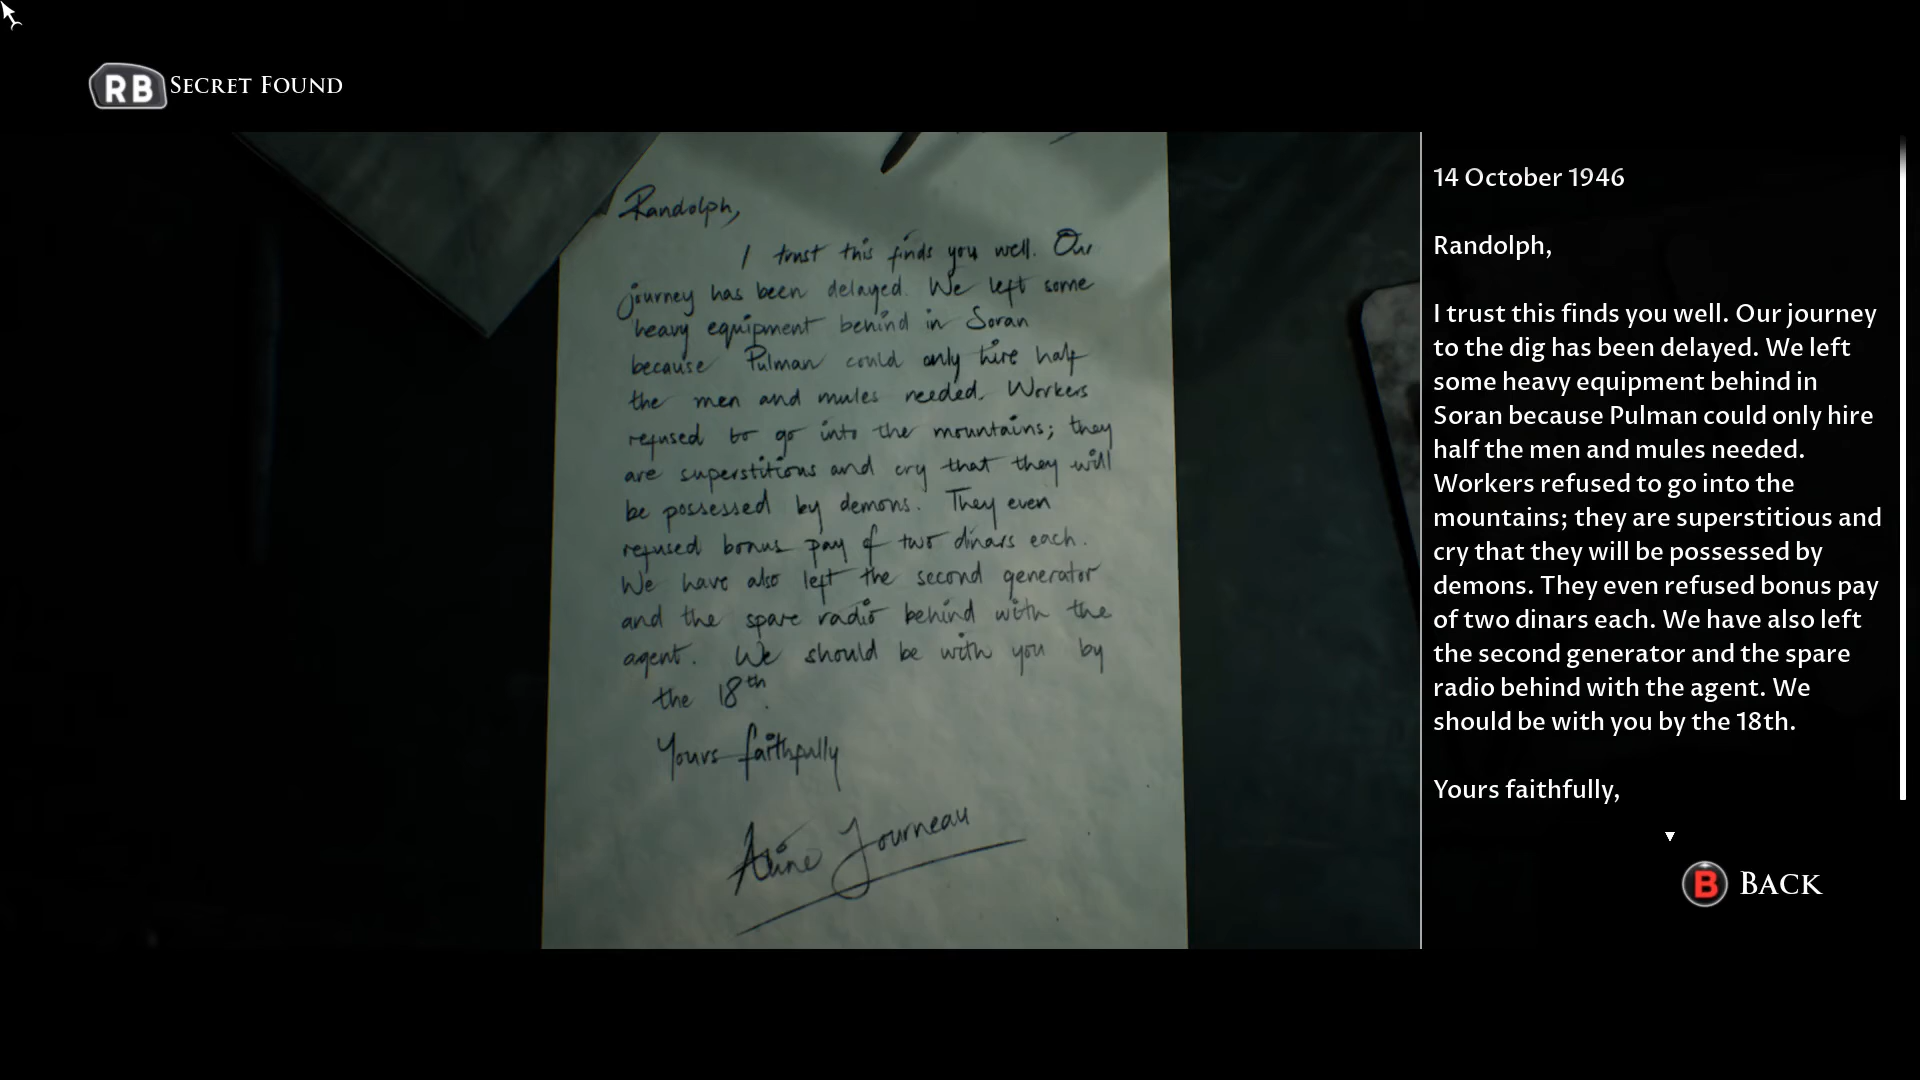 RB Secret Found
Randolph,
I trust this finds you well. Our
journey has been delayed. We left some
heavy equipment behind in Soran
because Pulman could only hire half
the men and mules needed. Workers
refused to go into the mountains; they
are superstitious and cry that they will
be possessed by demons. They even
refused bonus pay of two dinars each.
We have also left the second generator
and the spare radio behind with the
agent. We should be with you by
the 18th.
Yours faithfully
Aline Journeau
14 October 1946
Randolph,
I trust this finds you well. Our journey
to the dig has been delayed. We left
some heavy equipment behind in
Soran because Pulman could only hire
half the men and mules needed.
Workers refused to go into the
mountains; they are superstitious and
cry that they will be possessed by
demons. They even refused bonus pay
of two dinars each. We have also left
the second generator and the spare
radio behind with the agent. We
should be with you by the 18th.
Yours faithfully,
B Back